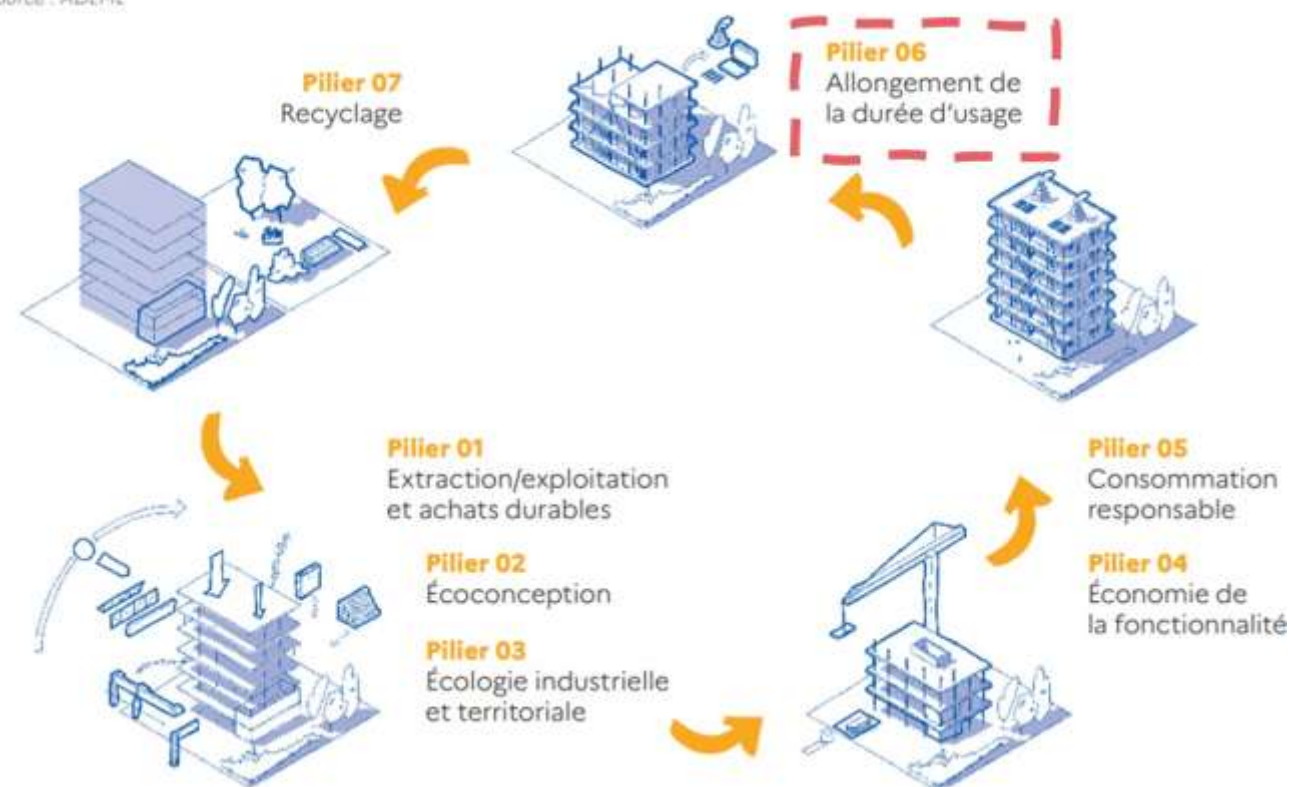 Pilier 06
Allongement de
la durée d'usage
Pilier 07
Recyclage
Pilier 01
Extraction/exploitation
et achats durables
Pilier 02
Écoconception
Pilier 03
Écologie industrielle
et territoriale
Pilier 05
Consommation
responsable
Pilier 04
Économie de
la fonctionnalité